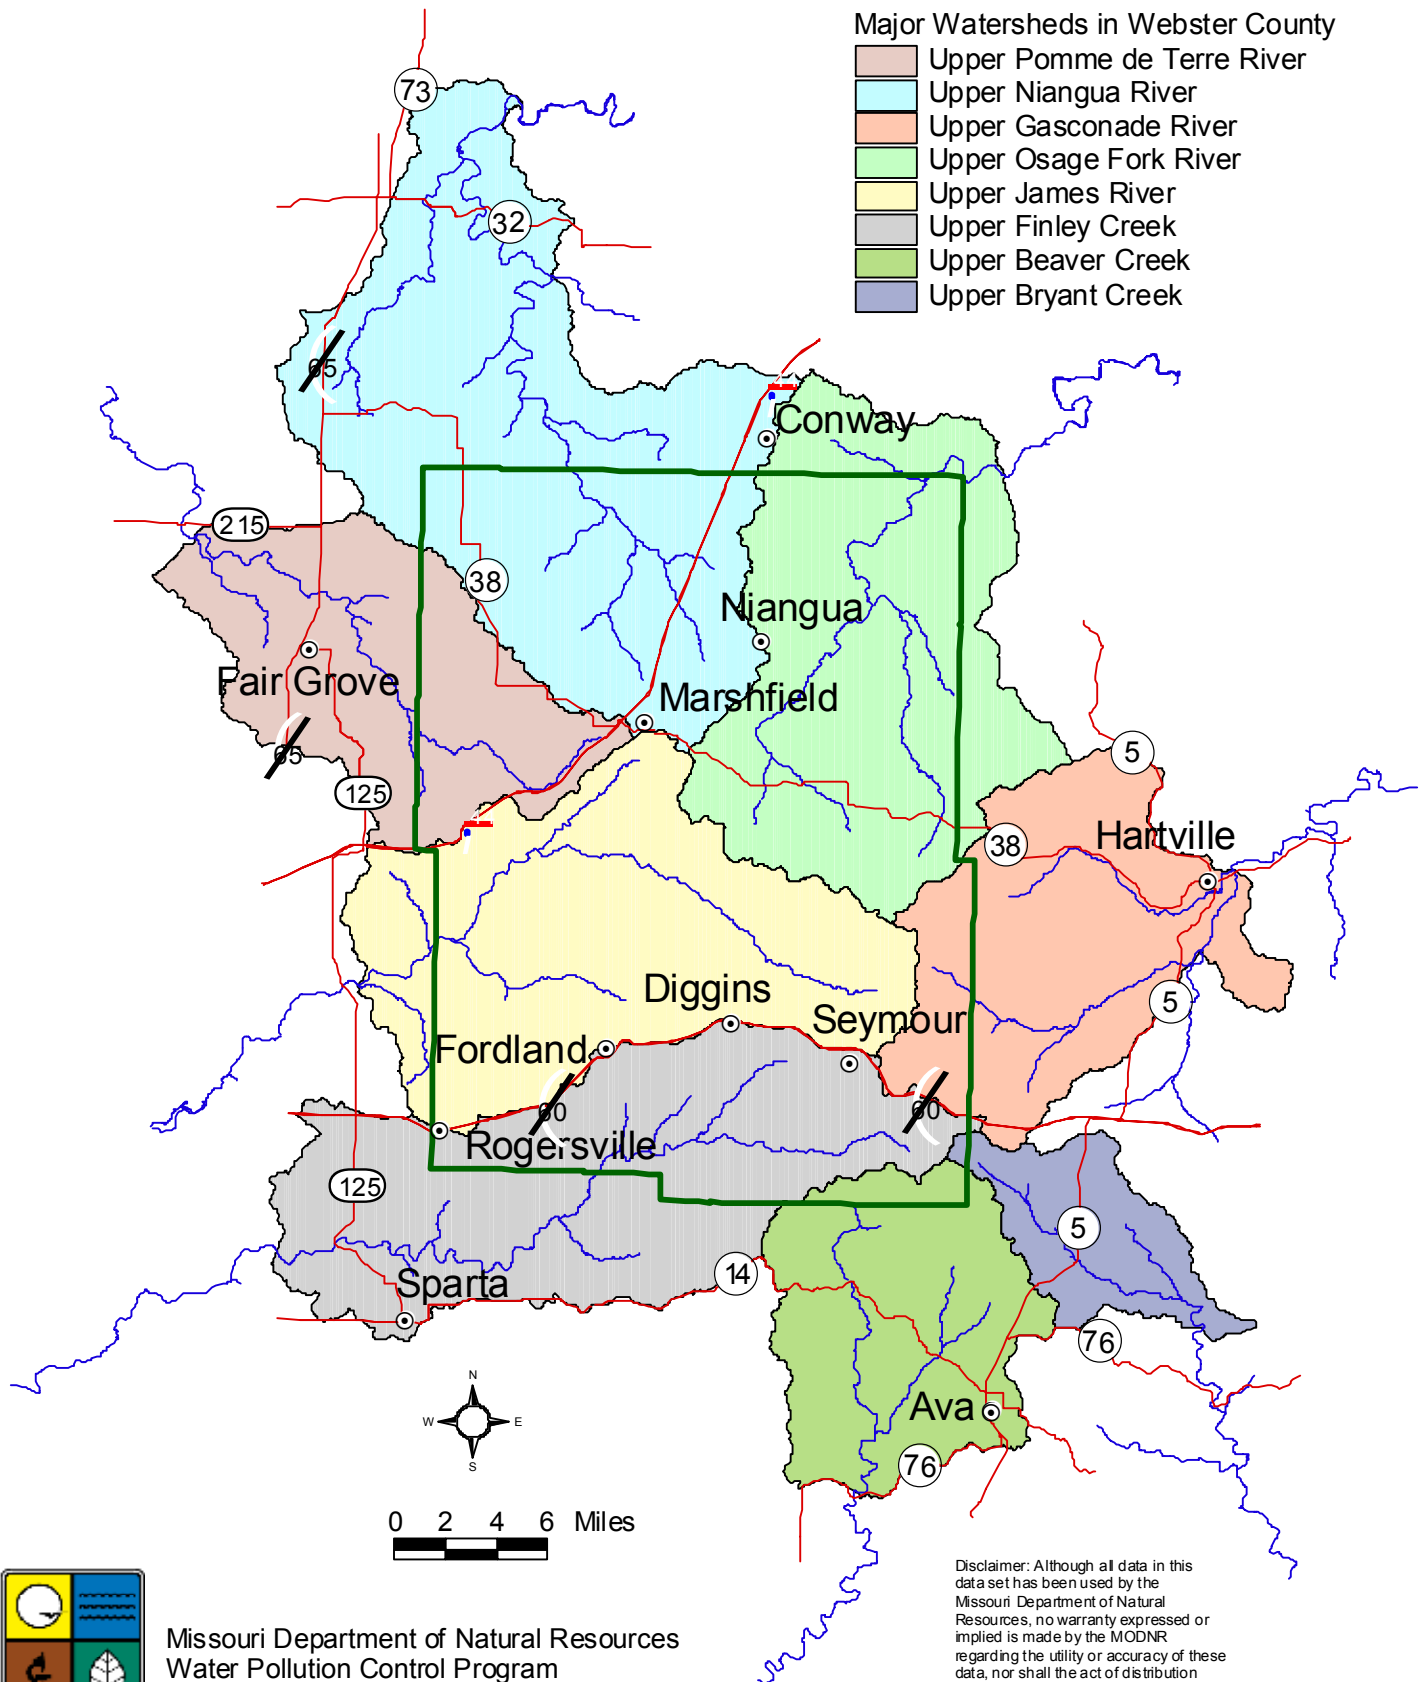 Major Watersheds in Webster County
Upper Pomme de Terre River
Upper Niangua River
Upper Gasconade River
Upper Osage Fork River
Upper James River
Upper Finley Creek
Upper Beaver Creek
Upper Bryant Creek
73
32
65
Conway
215
38
Niangua
Fair Grove
Marshfield
65
5
125
38
Hartville
Diggins
Seymour
5
Fordland
60
60
Rogersville
125
5
14
Sparta
76
N
W
E
S
Ava
76
0 2 4 6 Miles
Missouri Department of Natural Resources
Water Pollution Control Program
Disclaimer: Although all data in this
data set has been used by the
Missouri Department of Natural
Resources, no warranty expressed or
implied is made by the MODNR
regarding the utility or accuracy of these
data, nor shall the act of distribution